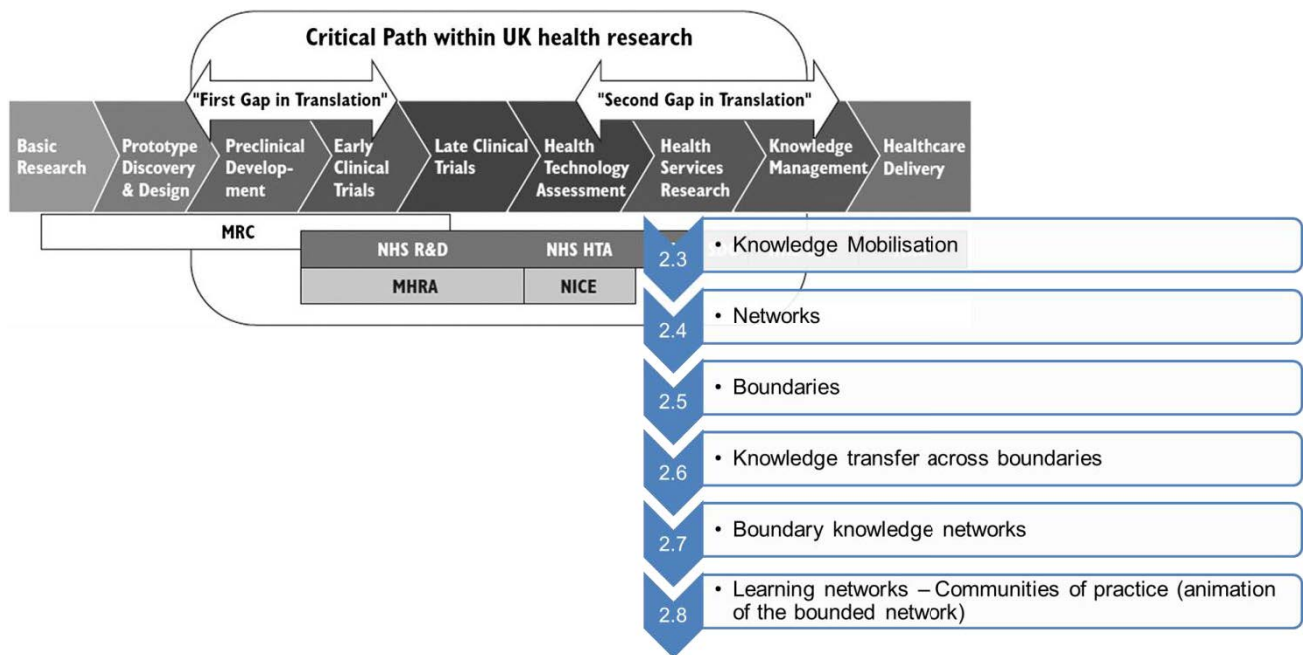 Critical Path within UK health research
"First Gap in Translation"
"Second Gap in Translation"
Basic
Research
Prototype
Discovery
& Design
Preclinical
Develop-
ment
Early
Clinical
Trials
Late Clinical
Trials
Health
Technology
Assessment
Health
Services
Research
Knowledge
Management
Healthcare
Delivery
MRC
NHS R&D
NHS HTA
MHRA
NICE
2.3
• Knowledge Mobilisation
2.4
• Networks
2.5
• Boundaries
2.6
• Knowledge transfer across boundaries
2.7
• Boundary knowledge networks
2.8
• Learning networks – Communities of practice (animation
of the bounded network)